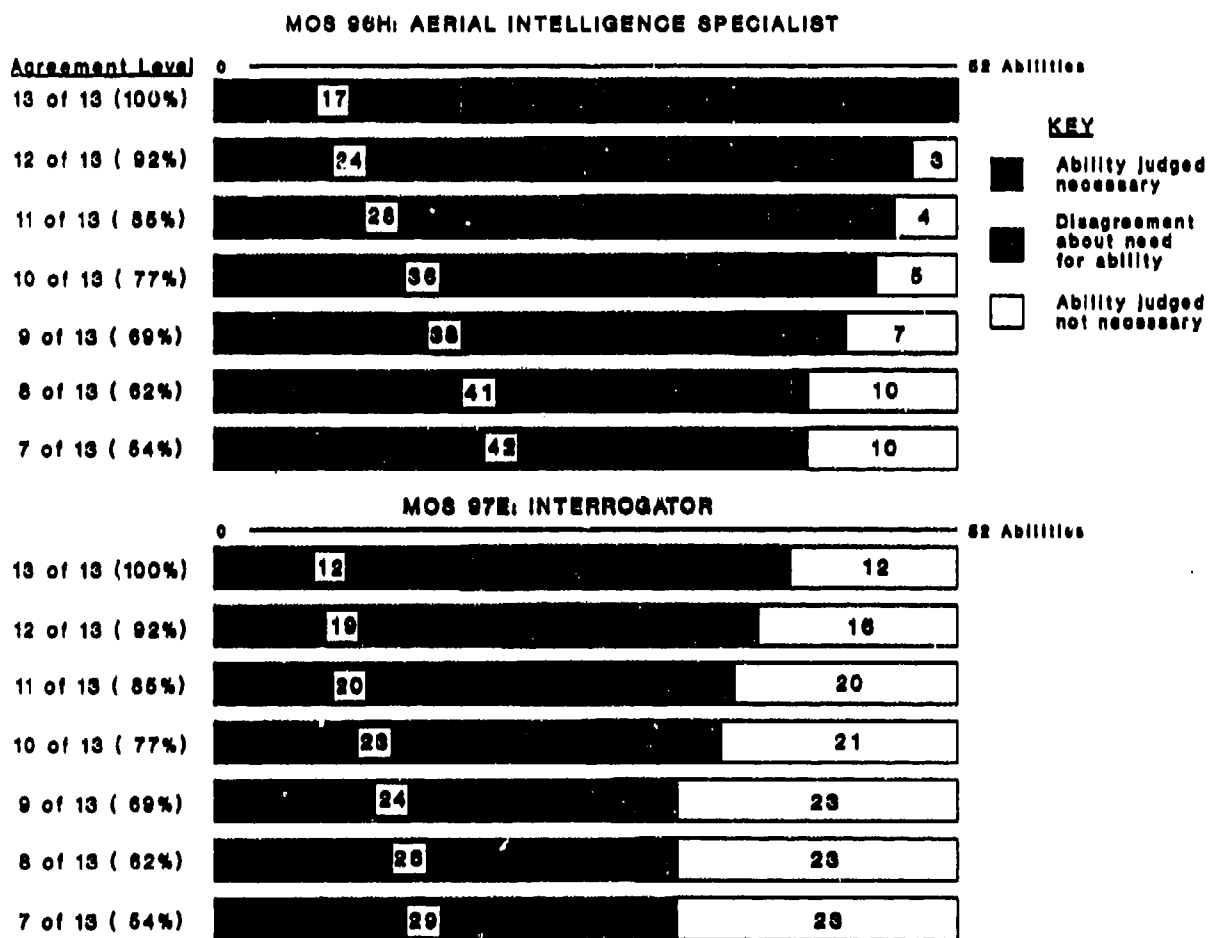 MOS 96H: AERIAL INTELLIGENCE SPECIALIST
Agreement Level 0 52 Abilities
13 of 13 (100%) 17
12 of 13 ( 92%) 24 3
11 of 13 ( 85%) 4
10 of 13 ( 77%) 36 5
9 of 13 ( 69%) 38 7
8 of 13 ( 62%) 41 10
7 of 13 ( 54%) 42 10
KEY
Ability judged
necessary
Disagreement
about need
for ability
Ability judged
not necessary
MOS 97E: INTERROGATOR
0 52 Abilities
13 of 13 (100%) 12 12
12 of 13 ( 92%) 19 16
11 of 13 ( 85%) 20 20
10 of 13 ( 77%) 23 21
9 of 13 ( 69%) 24 23
8 of 13 ( 62%) 23
7 of 13 ( 54%) 29 23